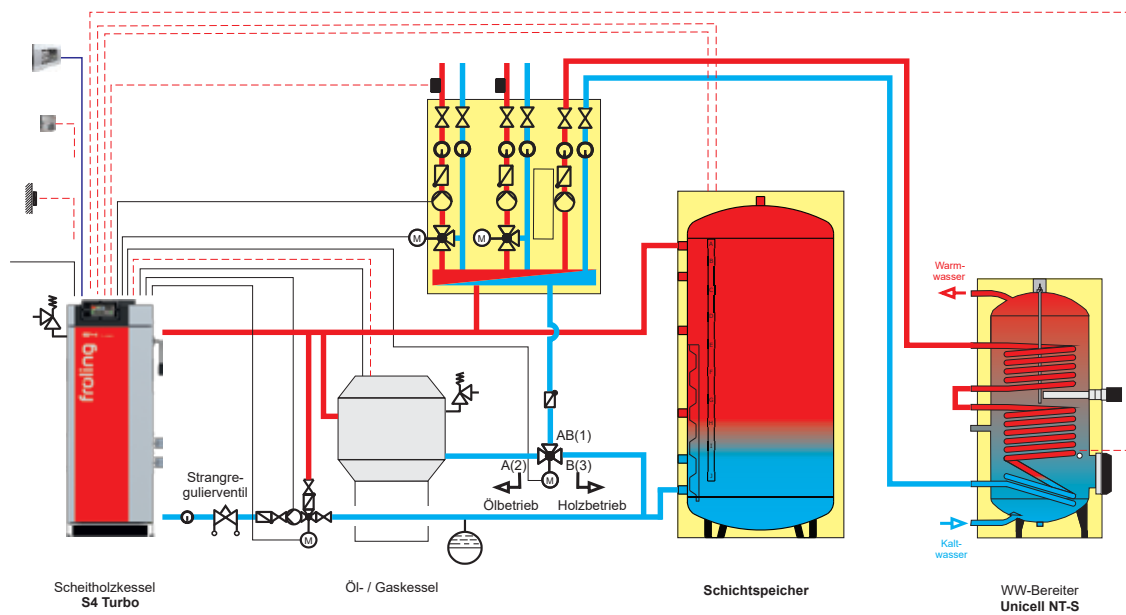 M
M
Warm-
wasser
A
froling
AB(1)
A(2)
B(3)
M
Ölbetrieb
Holzbetrieb
Strangre-
gulierventil
M
Kalt-
wasser
Scheitholzkessel
S4 Turbo
Öl- / Gaskessel
Schichtspeicher
WW-Bereiter
Unicell NT-S